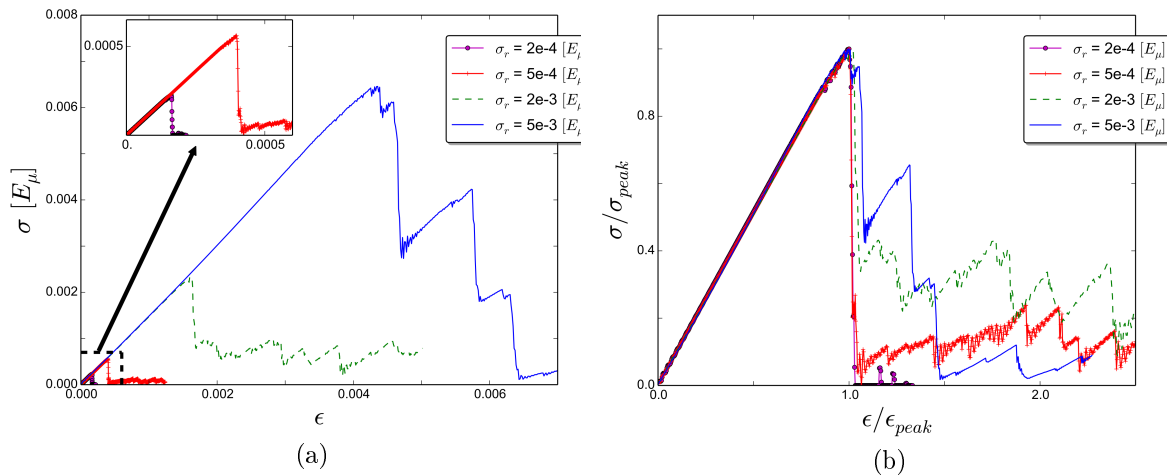 0.008
0.006
0.004
0.002
0.000
σ [E_μ]
0.0005
0.
0.0005
σ_r = 2e-4 [E_μ
σ_r = 5e-4 [E_μ
σ_r = 2e-3 [E_μ
σ_r = 5e-3 [E_μ
0.002
0.004
0.006
ϵ
(a)
σ/σ_peak
0.8
0.4
0.0
0.0
1.0
2.0
ϵ/ϵ_peak
σ_r = 2e-4 [E_μ]
σ_r = 5e-4 [E_μ]
σ_r = 2e-3 [E_μ]
σ_r = 5e-3 [E_μ]
(b)